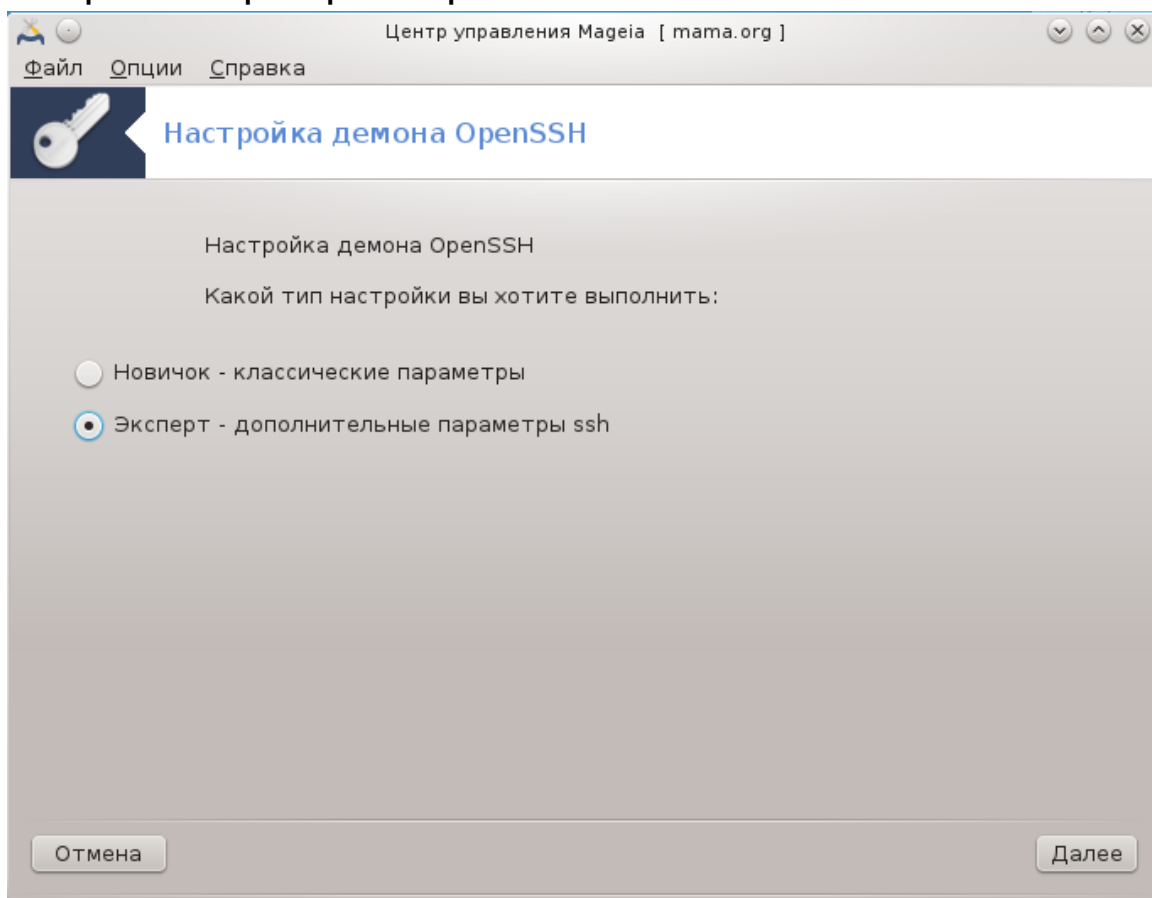 Центр управления Mageia [ mama.org ]
Файл Опции Справка
Настройка демона OpenSSH
Настройка демона OpenSSH
Какой тип настройки вы хотите выполнить:
Новичок - классические параметры
Эксперт - дополнительные параметры ssh
Отмена Далее